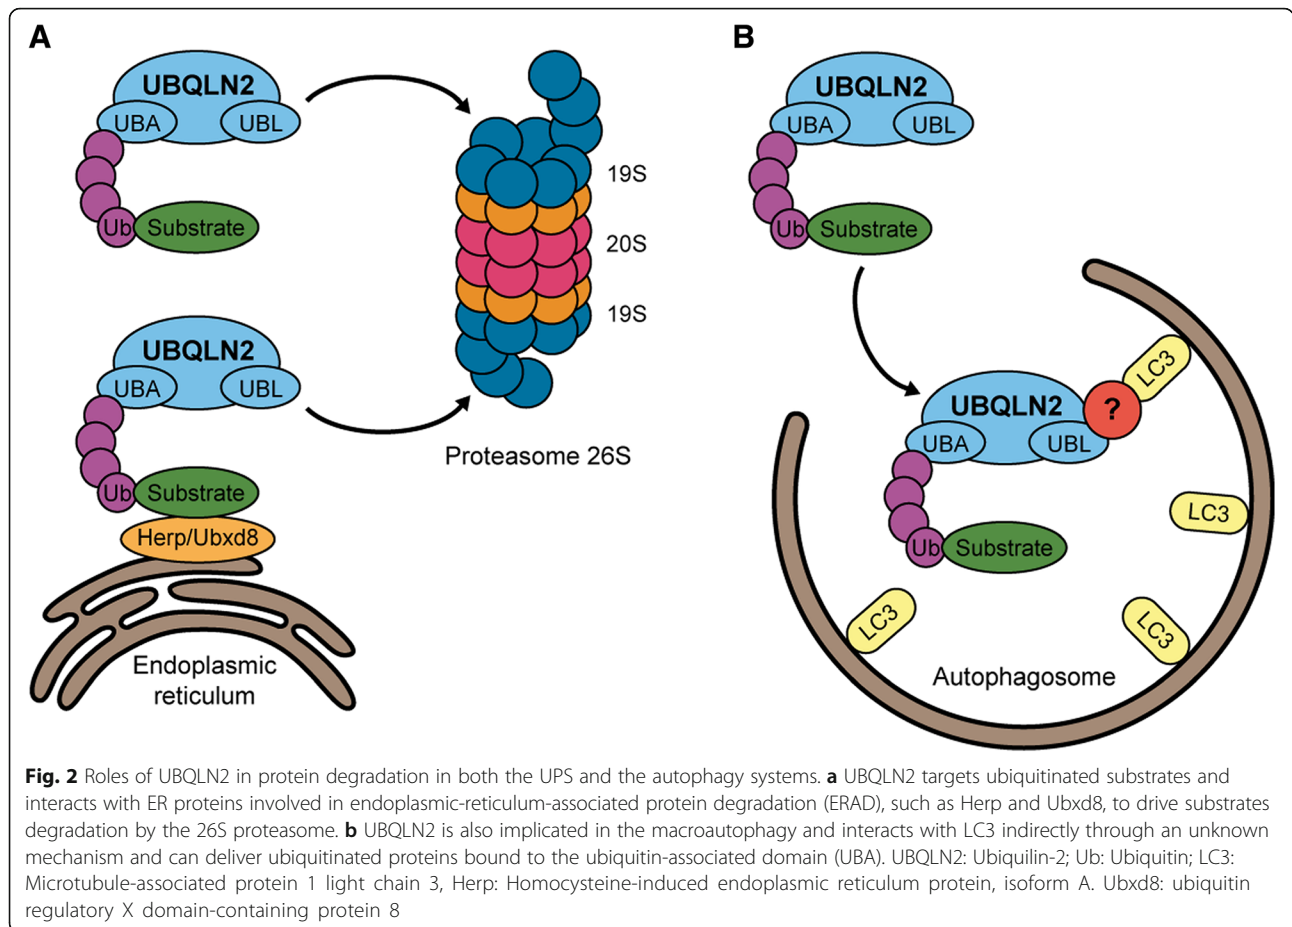 A
UBQLN2
UBA
UBL
Ub
Substrate
19S
20S
19S
Proteasome 26S
UBQLN2
UBA
UBL
Ub
Substrate
Herp/Ubxd8
Endoplasmic
reticulum
B
UBQLN2
UBA
UBL
Ub
Substrate
LC3
?
UBQLN2
UBA
UBL
LC3
Ub
Substrate
LC3
LC3
Autophagosome
Fig. 2 Roles of UBQLN2 in protein degradation in both the UPS and the autophagy systems. a UBQLN2 targets ubiquitinated substrates and
interacts with ER proteins involved in endoplasmic-reticulum-associated protein degradation (ERAD), such as Herp and Ubxd8, to drive substrates
degradation by the 26S proteasome. b UBQLN2 is also implicated in the macroautophagy and interacts with LC3 indirectly through an unknown
mechanism and can deliver ubiquitinated proteins bound to the ubiquitin-associated domain (UBA). UBQLN2: Ubiquilin-2; Ub: Ubiquitin; LC3:
Microtubule-associated protein 1 light chain 3, Herp: Homocysteine-induced endoplasmic reticulum protein, isoform A. Ubxd8: ubiquitin
regulatory X domain-containing protein 8